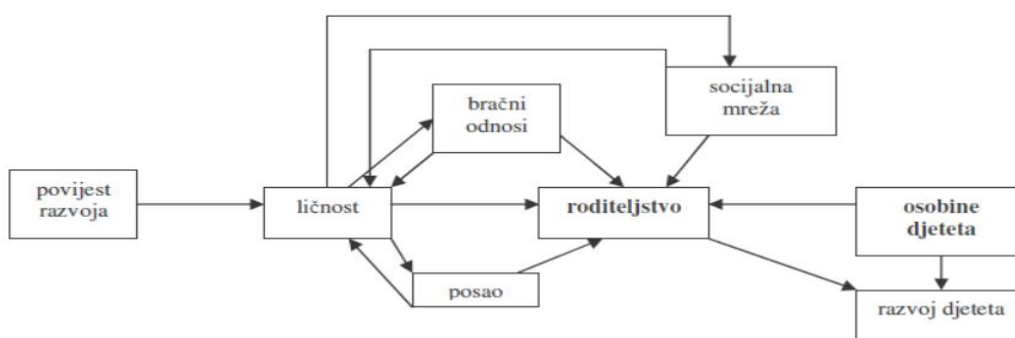 socijalna
mreža
bračni
odnosi
povijest
razvoja
ličnost
roditeljstvo
osobine
djeteta
posao
razvoj djeteta